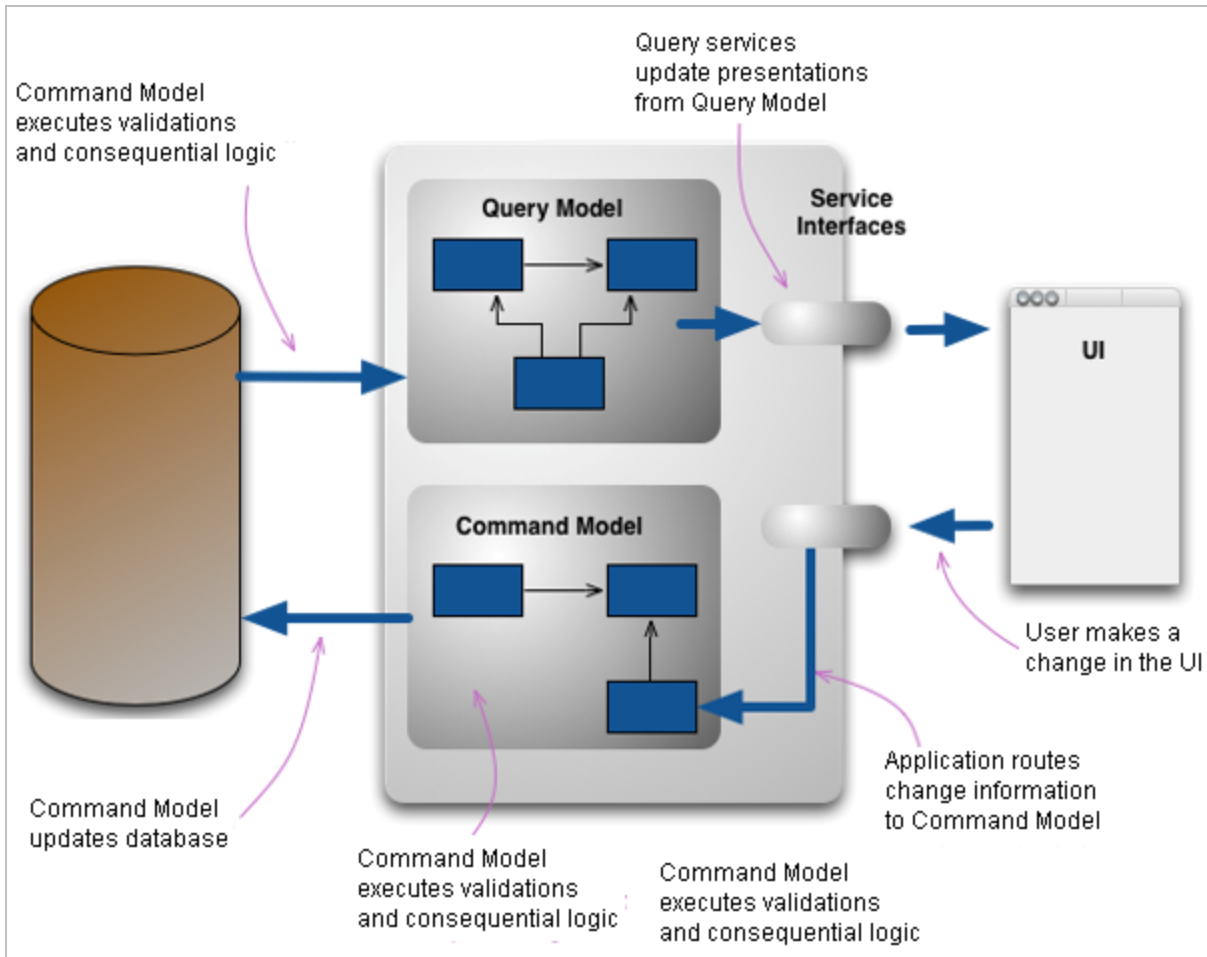 Query services
update presentations
from Query Model
Command Model
executes validations
and consequential logic
Query Model
Service
Interfaces
UI
Command Model
User makes a
change in the UI
Application routes
change information
to Command Model
Command Model
updates database
Command Model
executes validations
and consequential logic
Command Model
executes validations
and consequential logic